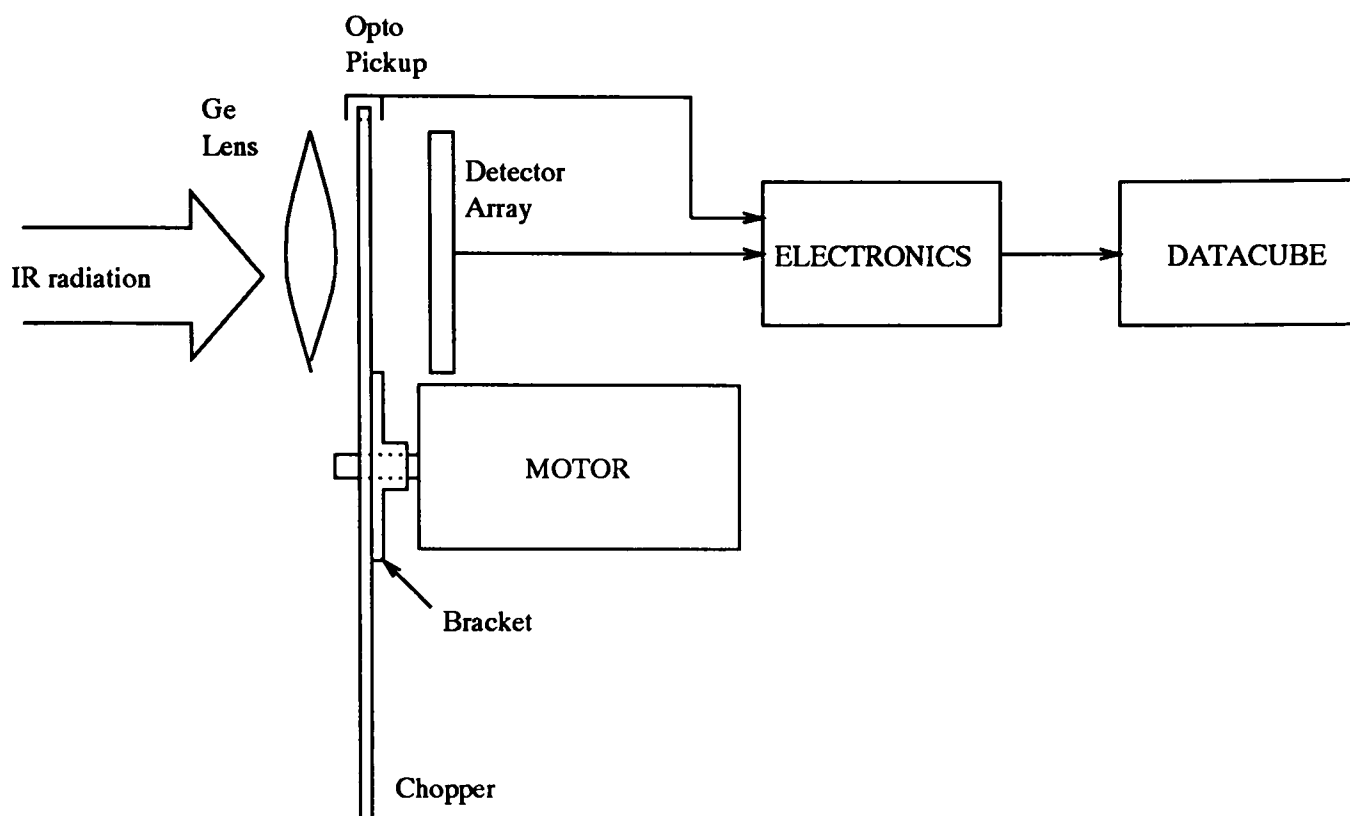 Opto
Pickup
Ge
Lens
Detector
Array
IR radiation
ELECTRONICS
DATACUBE
MOTOR
Bracket
Chopper